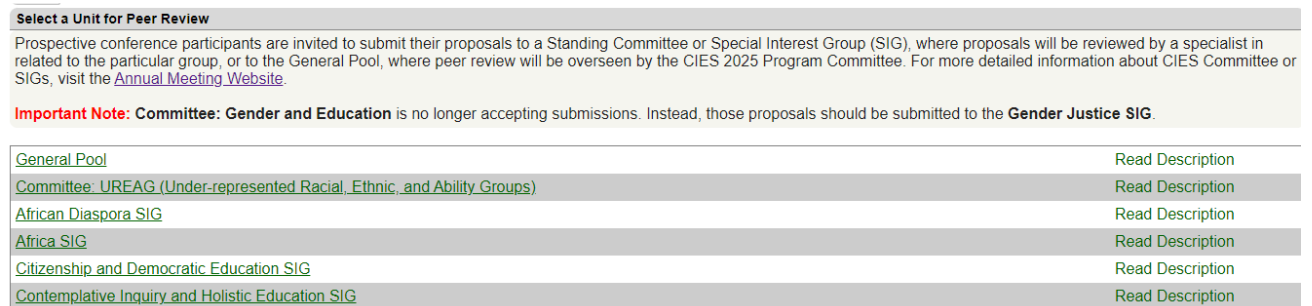 Select a Unit for Peer Review
Prospective conference participants are invited to submit their proposals to a Standing Committee or Special Interest Group (SIG), where proposals will be reviewed by a specialist in
related to the particular group, or to the General Pool, where peer review will be overseen by the CIES 2025 Program Committee. For more detailed information about CIES Committee or
SIGs, visit the Annual Meeting Website.
Important Note: Committee: Gender and Education is no longer accepting submissions. Instead, those proposals should be submitted to the Gender Justice SIG.
General Pool Read Description
Committee: UREAG (Under-represented Racial, Ethnic, and Ability Groups) Read Description
African Diaspora SIG Read Description
Africa SIG Read Description
Citizenship and Democratic Education SIG Read Description
Contemplative Inquiry and Holistic Education SIG Read Description